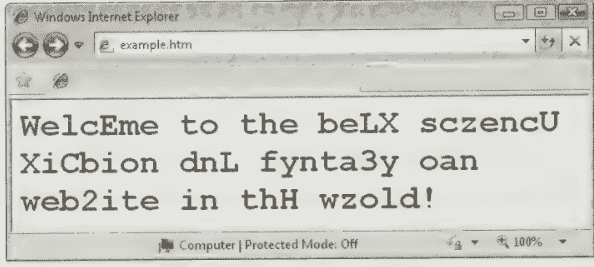 Windows Internet Explorer
example.htm
WelcEme to the beLX sczencU
XiCbion dnL fynta3y oan
web2ite in thH wzold!
Computer | Protected Mode: Off
100%